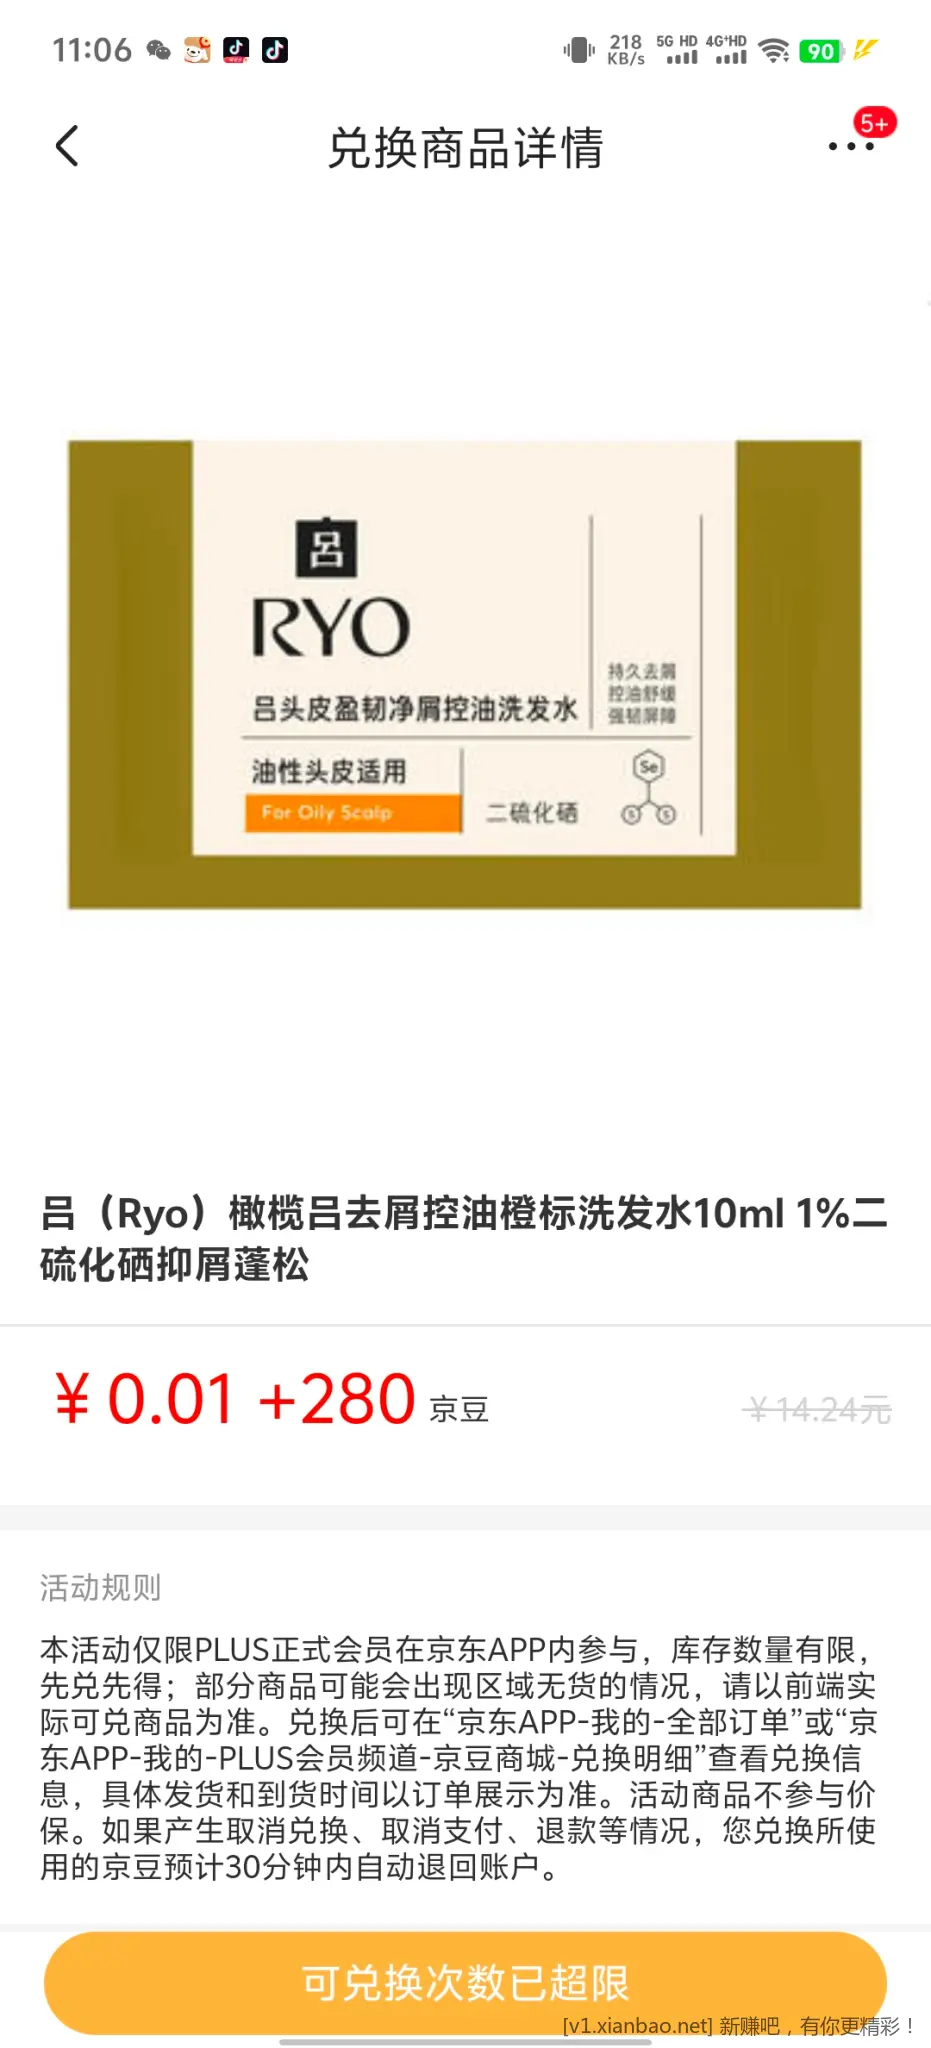 11:06
218 KB/s 5G HD 4G+HD 90
兑换商品详情
5+
吕
RYO
吕头皮盈韧净屑控油洗发水
持久去屑
控油舒缓
强韧屏障
油性头皮适用
For Oily Scalp
二硫化硒
Se
S S
吕（Ryo）橄榄吕去屑控油橙标洗发水10ml 1%二
硫化硒抑屑蓬松
¥ 0.01 +280 京豆
¥ 14.24元
活动规则
本活动仅限PLUS正式会员在京东APP内参与，库存数量有限，
先兑先得；部分商品可能会出现区域无货的情况，请以前端实
际可兑商品为准。兑换后可在“京东APP-我的-全部订单”或“京
东APP-我的-PLUS会员频道-京豆商城-兑换明细”查看兑换信
息，具体发货和到货时间以订单展示为准。活动商品不参与价
保。如果产生取消兑换、取消支付、退款等情况，您兑换所使
用的京豆预计30分钟内自动退回账户。
可兑换次数已超限
[v1.xianbao.net] 新赚吧，有你更精彩！